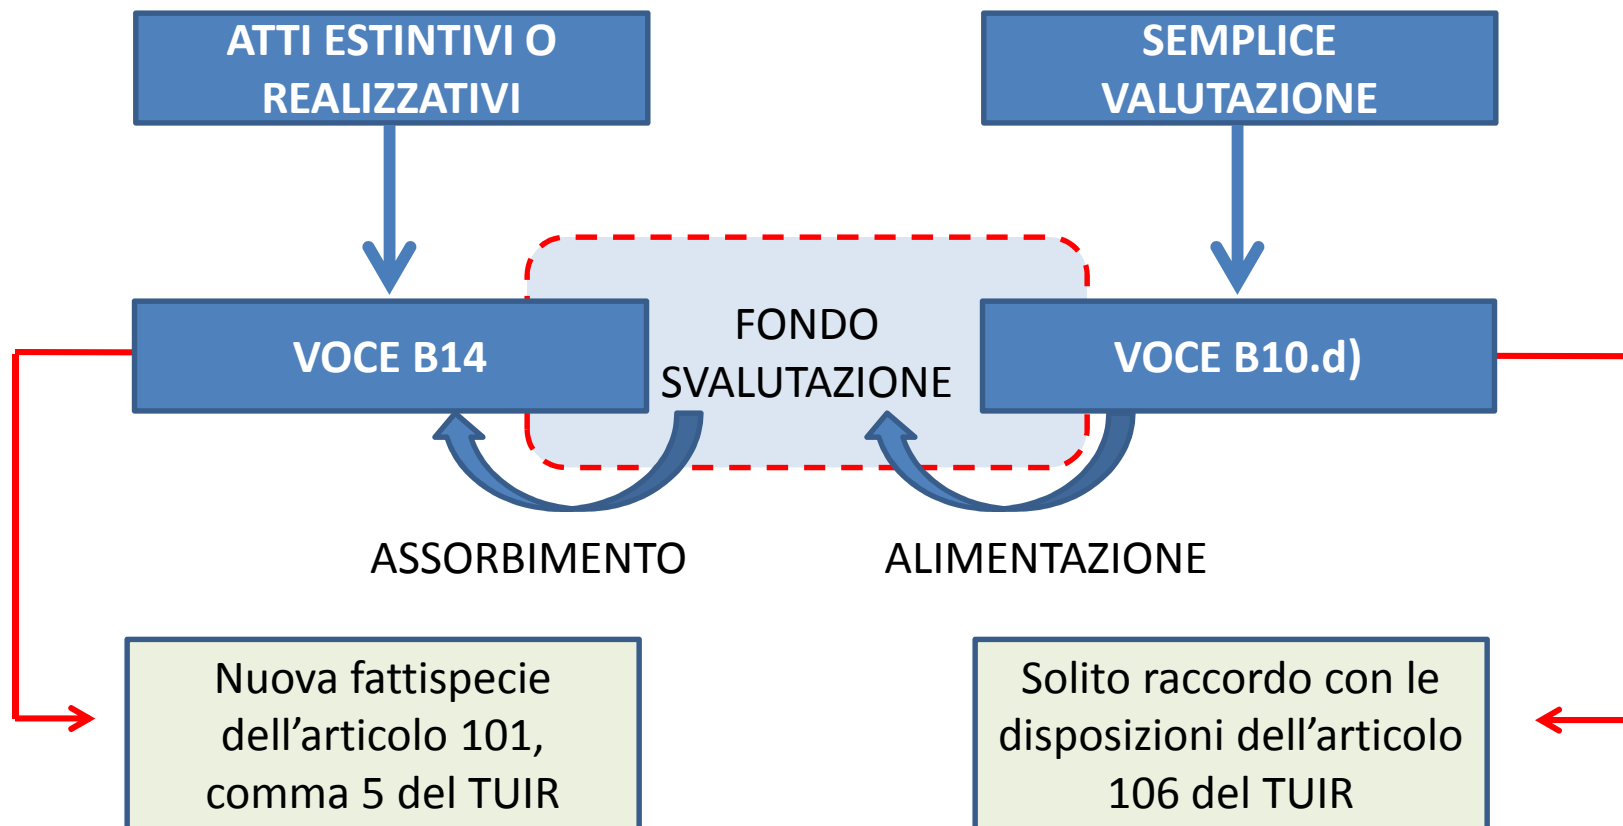 ATTI ESTINTIVI O
REALIZZATIVI
SEMPLICE
VALUTAZIONE
VOCE B14
FONDO
SVALUTAZIONE
VOCE B10.d)
ASSORBIMENTO
ALIMENTAZIONE
Nuova fattispecie
dell’articolo 101,
comma 5 del TUIR
Solito raccordo con le
disposizioni dell’articolo
106 del TUIR